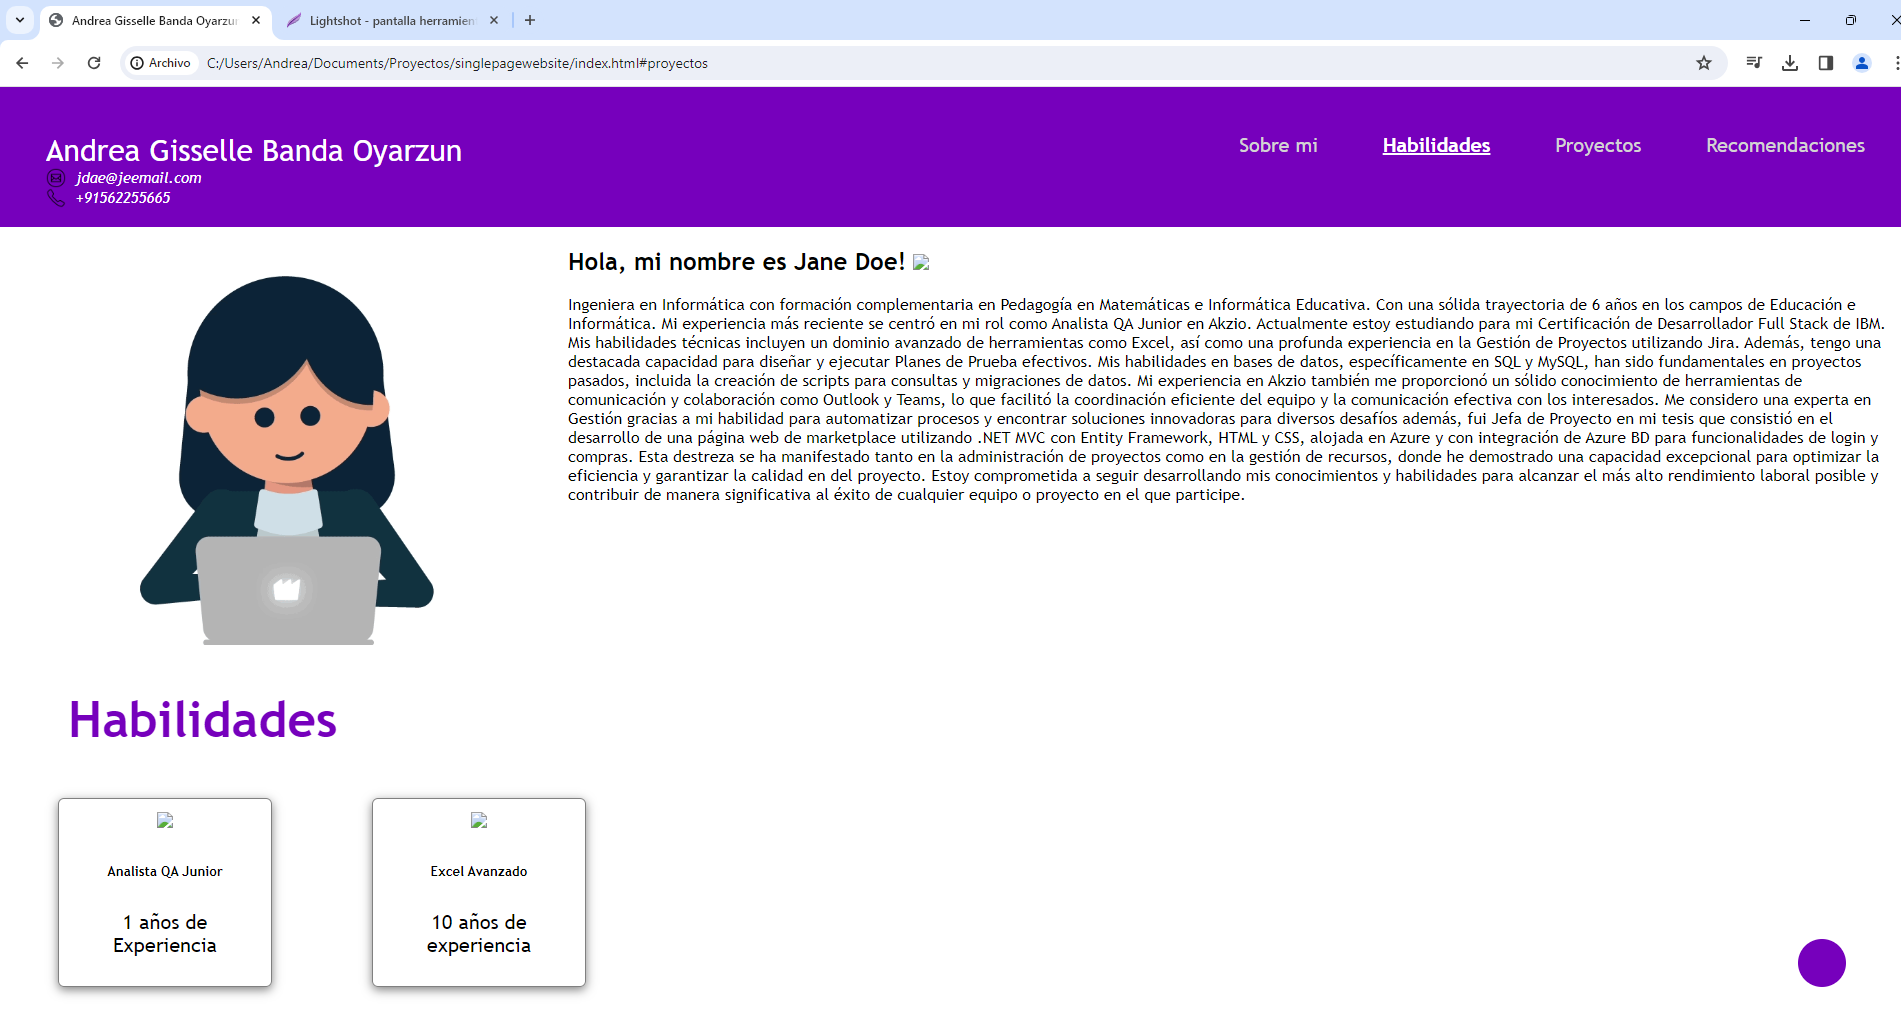 Andrea Gisselle Banda Oyarzu
Lightshot - pantalla herramien
Archivo
C:/Users/Andrea/Documents/Proyectos/singlepagewebsite/index.html#proyectos
Andrea Gisselle Banda Oyarzun
jdae@jeemail.com
+91562255665
Sobre mi
Habilidades
Proyectos
Recomendaciones
Hola, mi nombre es Jane Doe!
Ingeniera en Informática con formación complementaria en Pedagogía en Matemáticas e Informática Educativa. Con una sólida trayectoria de 6 años en los campos de Educación e
Informática. Mi experiencia más reciente se centró en mi rol como Analista QA Junior en Akzio. Actualmente estoy estudiando para mi Certificación de Desarrollador Full Stack de IBM.
Mis habilidades técnicas incluyen un dominio avanzado de herramientas como Excel, así como una profunda experiencia en la Gestión de Proyectos utilizando Jira. Además, tengo una
destacada capacidad para diseñar y ejecutar Planes de Prueba efectivos. Mis habilidades en bases de datos, específicamente en SQL y MySQL, han sido fundamentales en proyectos
pasados, incluida la creación de scripts para consultas y migraciones de datos. Mi experiencia en Akzio también me proporcionó un sólido conocimiento de herramientas de
comunicación y colaboración como Outlook y Teams, lo que facilitó la coordinación eficiente del equipo y la comunicación efectiva con los interesados. Me considero una experta en
Gestión gracias a mi habilidad para automatizar procesos y encontrar soluciones innovadoras para diversos desafíos además, fui Jefa de Proyecto en mi tesis que consistió en el
desarrollo de una página web de marketplace utilizando .NET MVC con Entity Framework, HTML y CSS, alojada en Azure y con integración de Azure BD para funcionalidades de login y
compras. Esta destreza se ha manifestado tanto en la administración de proyectos como en la gestión de recursos, donde he demostrado una capacidad excepcional para optimizar la
eficiencia y garantizar la calidad en del proyecto. Estoy comprometida a seguir desarrollando mis conocimientos y habilidades para alcanzar el más alto rendimiento laboral posible y
contribuir de manera significativa al éxito de cualquier equipo o proyecto en el que participe.
Habilidades
Analista QA Junior
1 años de
Experiencia
Excel Avanzado
10 años de
experiencia